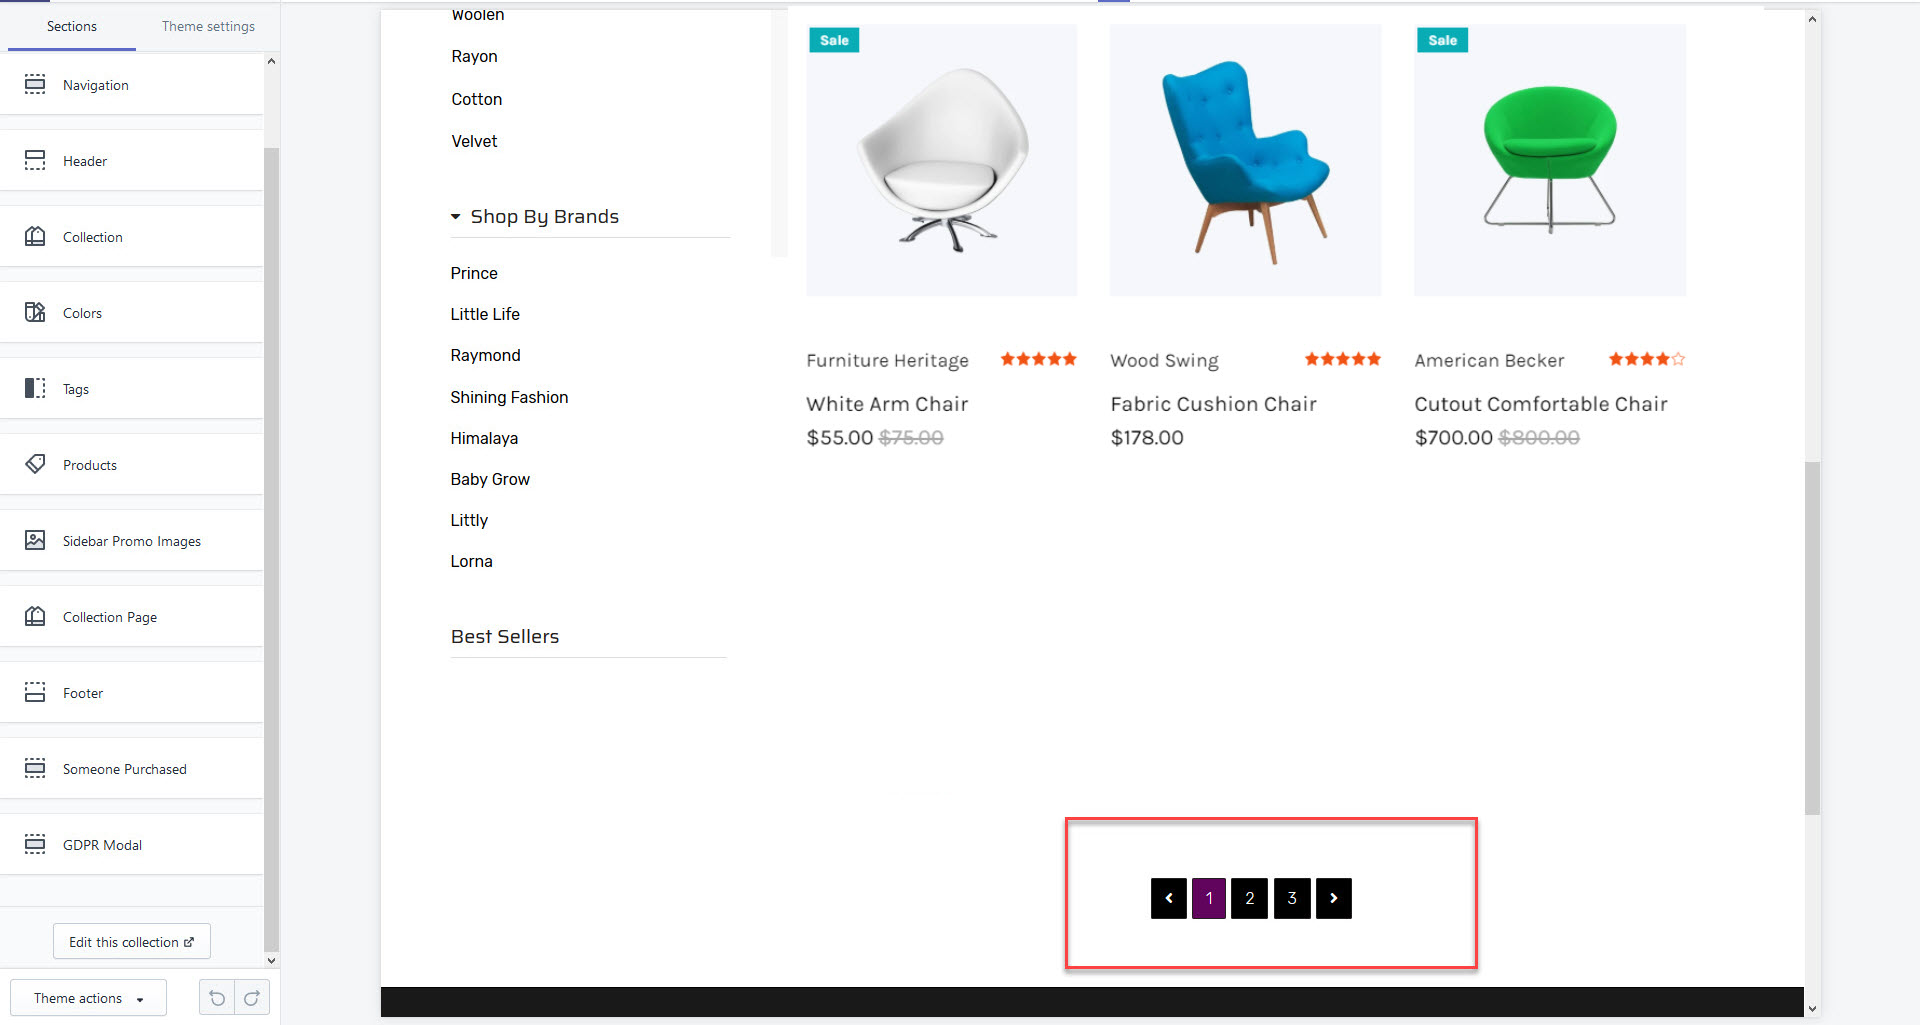 Sections
Theme settings
Navigation
Header
Collection
Colors
Tags
Products
Sidebar Promo Images
Collection Page
Footer
Someone Purchased
GDPR Modal
Edit this collection
Theme actions
Woolen
Rayon
Cotton
Velvet
Shop By Brands
Prince
Little Life
Raymond
Shining Fashion
Himalaya
Baby Grow
Littly
Lorna
Best Sellers
Sale
Sale
Furniture Heritage
White Arm Chair
$55.00 $75.00
Wood Swing
Fabric Cushion Chair
$178.00
American Becker
Cutout Comfortable Chair
$700.00 $800.00
1 2 3